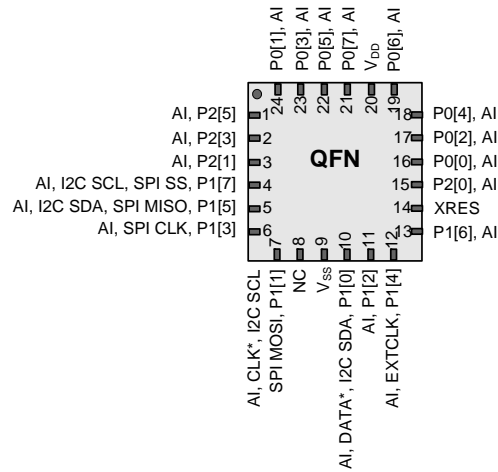 P0[1], AI
P0[3], AI
P0[5], AI
P0[7], AI
VDD
P0[6], AI
24
23
22
21
20
19
AI, P2[5]
1
AI, P2[3]
2
AI, P2[1]
3
AI, I2C SCL, SPI SS, P1[7]
4
AI, I2C SDA, SPI MISO, P1[5]
5
AI, SPI CLK, P1[3]
6
QFN
18
P0[4], AI
17
P0[2], AI
16
P0[0], AI
15
P2[0], AI
14
XRES
13
P1[6], AI
7
8
9
10
11
12
AI, CLK*, I2C SCL
SPI MOSI, P1[1]
NC
VSS
AI, DATA*, I2C SDA, P1[0]
AI, P1[2]
AI, EXTCLK, P1[4]